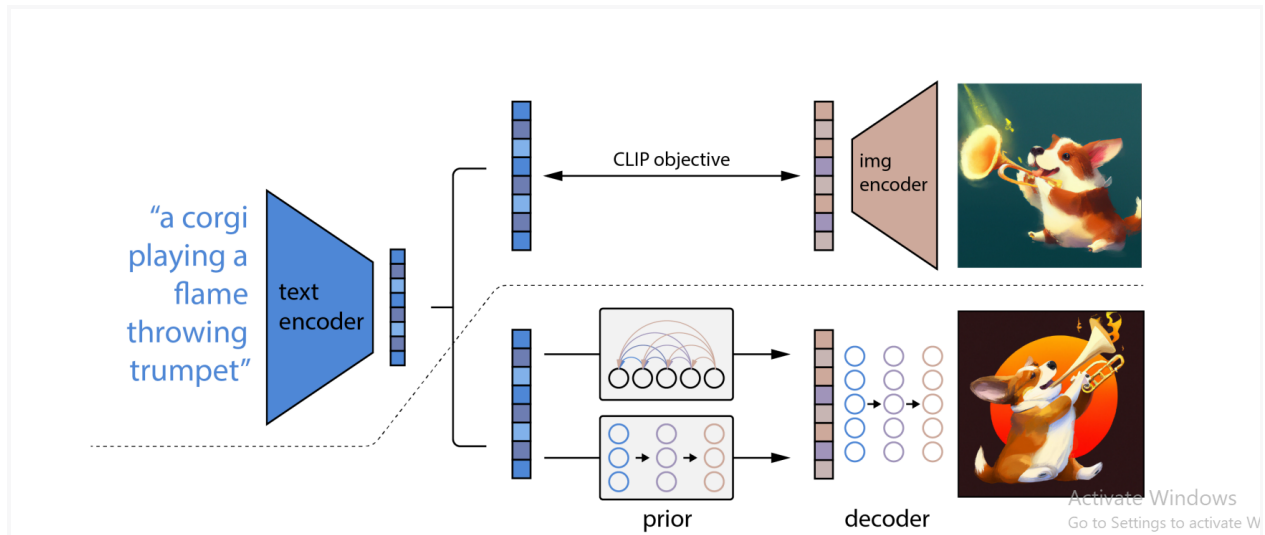 “a corgi
playing a
flame
throwing
trumpet”
text
encoder
CLIP objective
img
encoder
prior
decoder
Activate Windows
Go to Settings to activate W